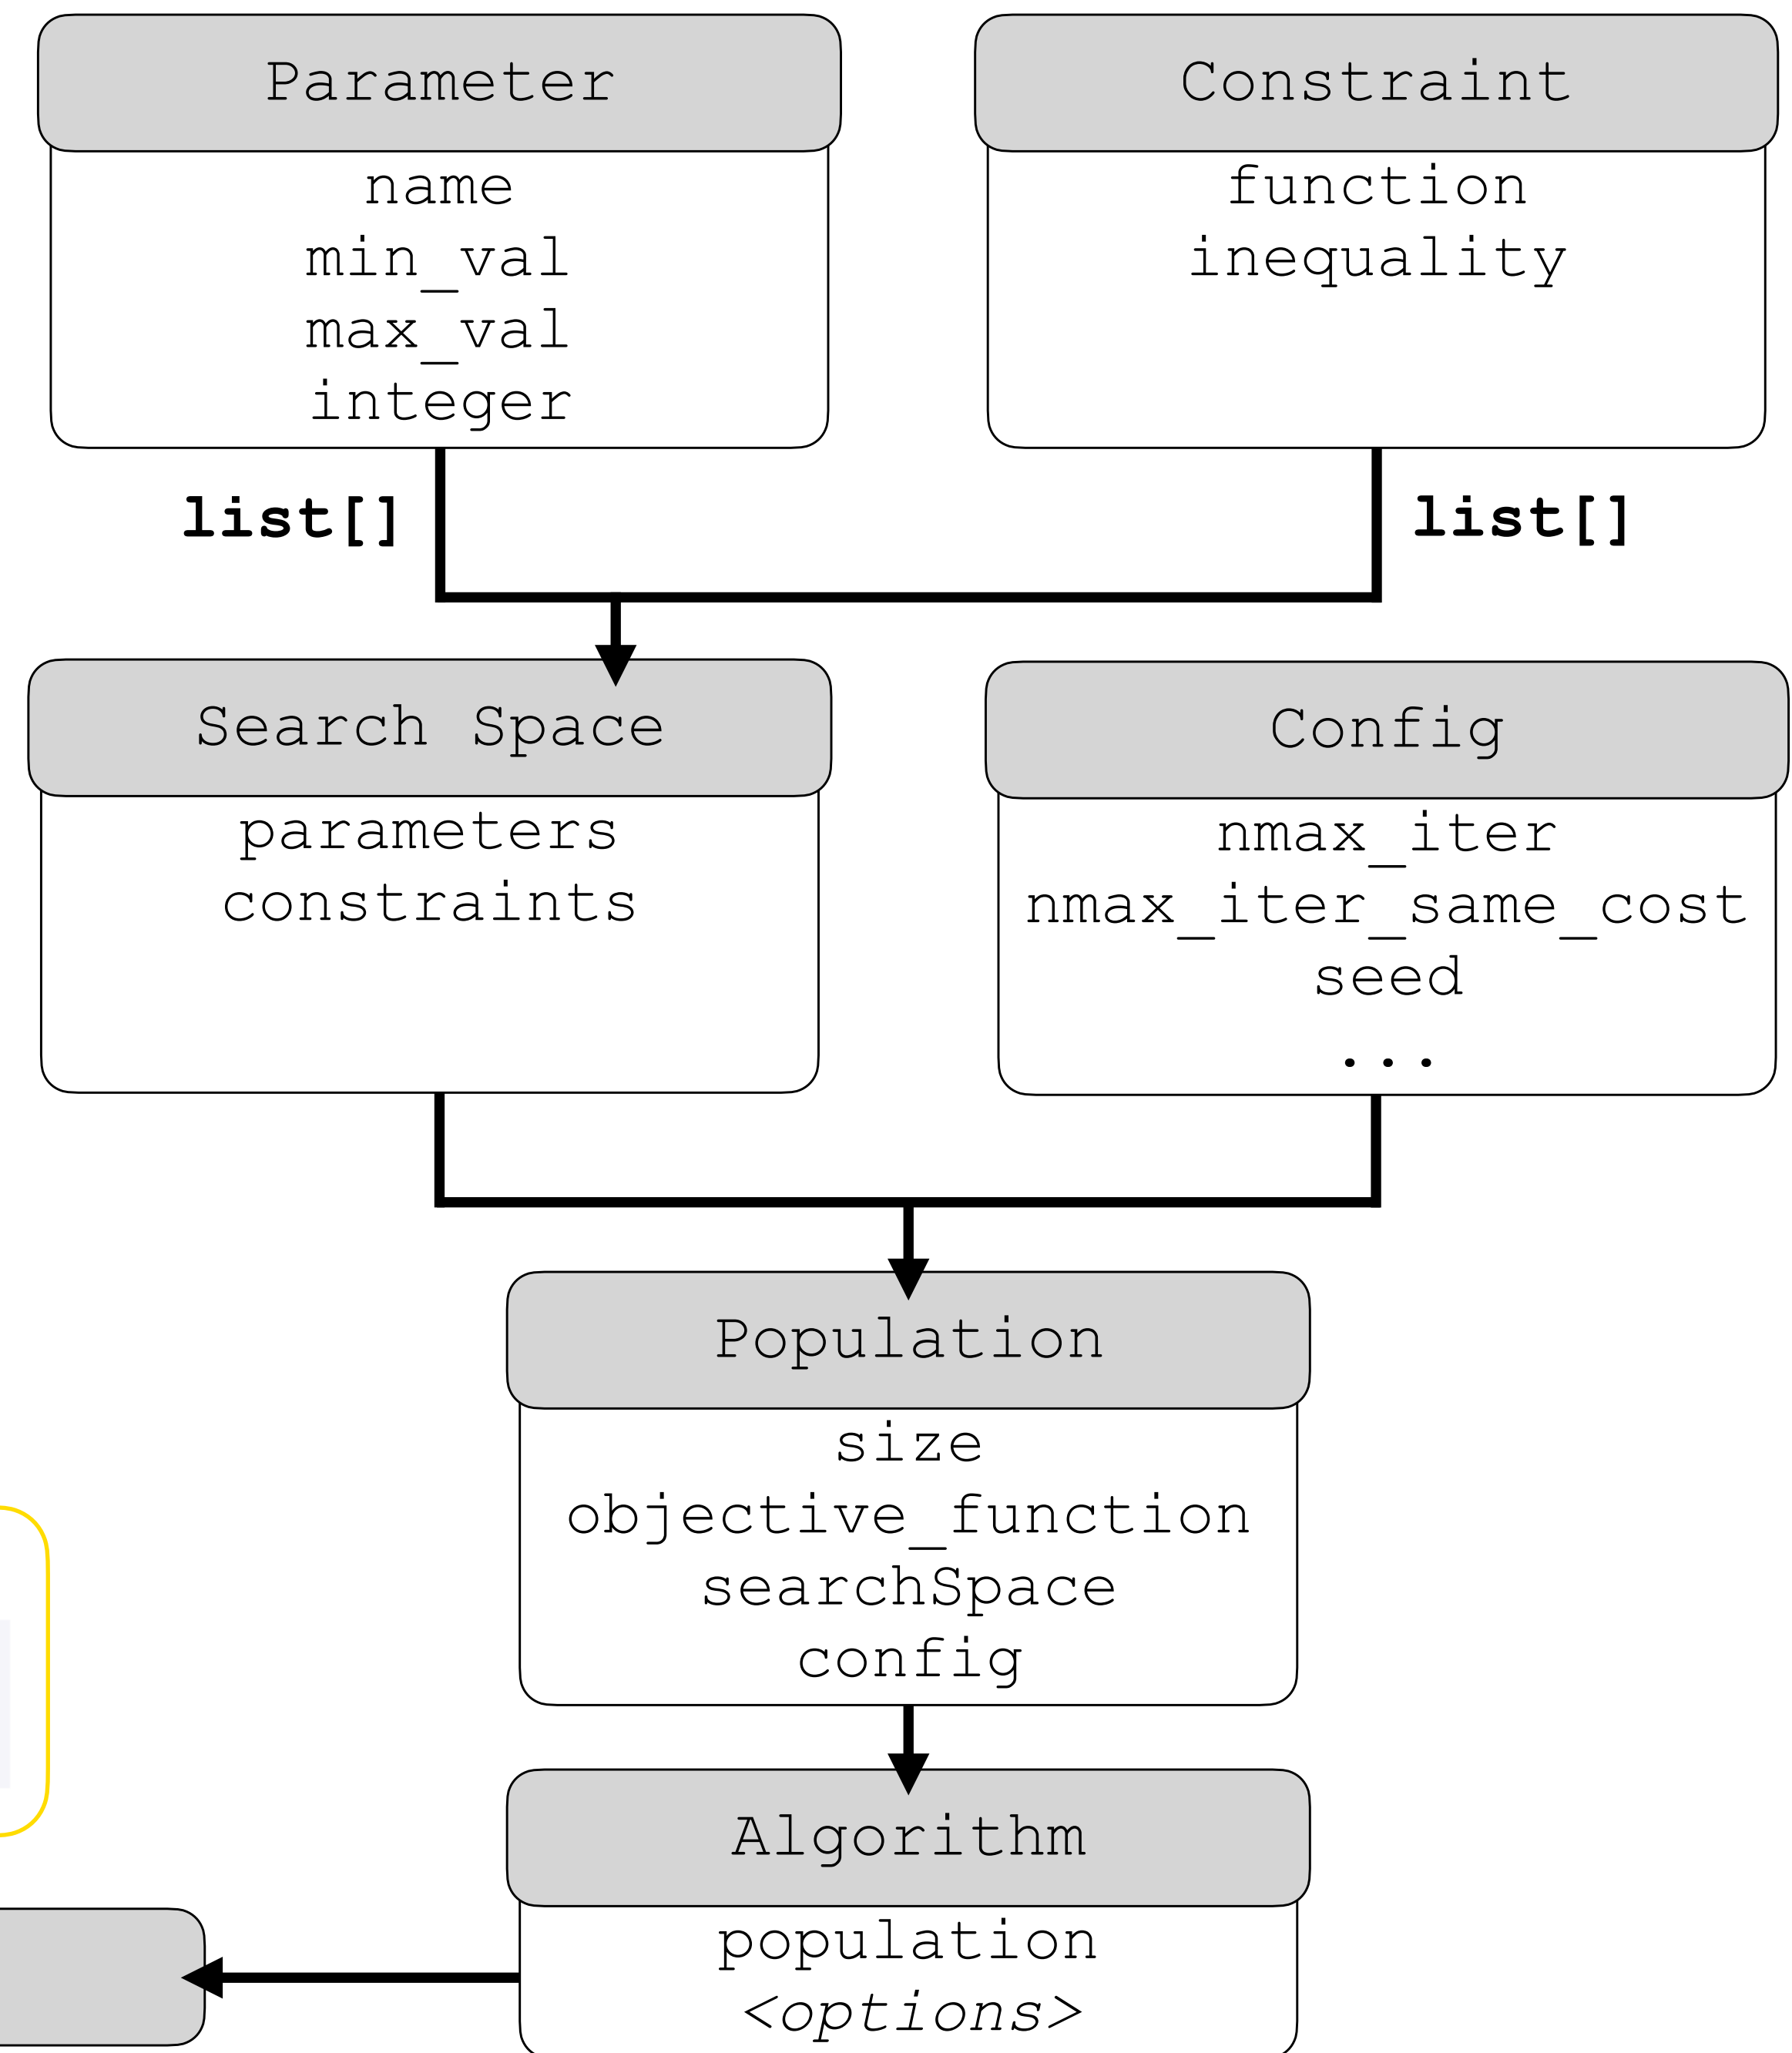 Parameter
name
min_val
max_val
integer
Constraint
function
inequality
list[]
list[]
Search Space
parameters
constraints
Config
nmax_iter
nmax_iter_same_cost
seed
...
Population
size
objective_function
searchSpace
config
Algorithm
population
<options>